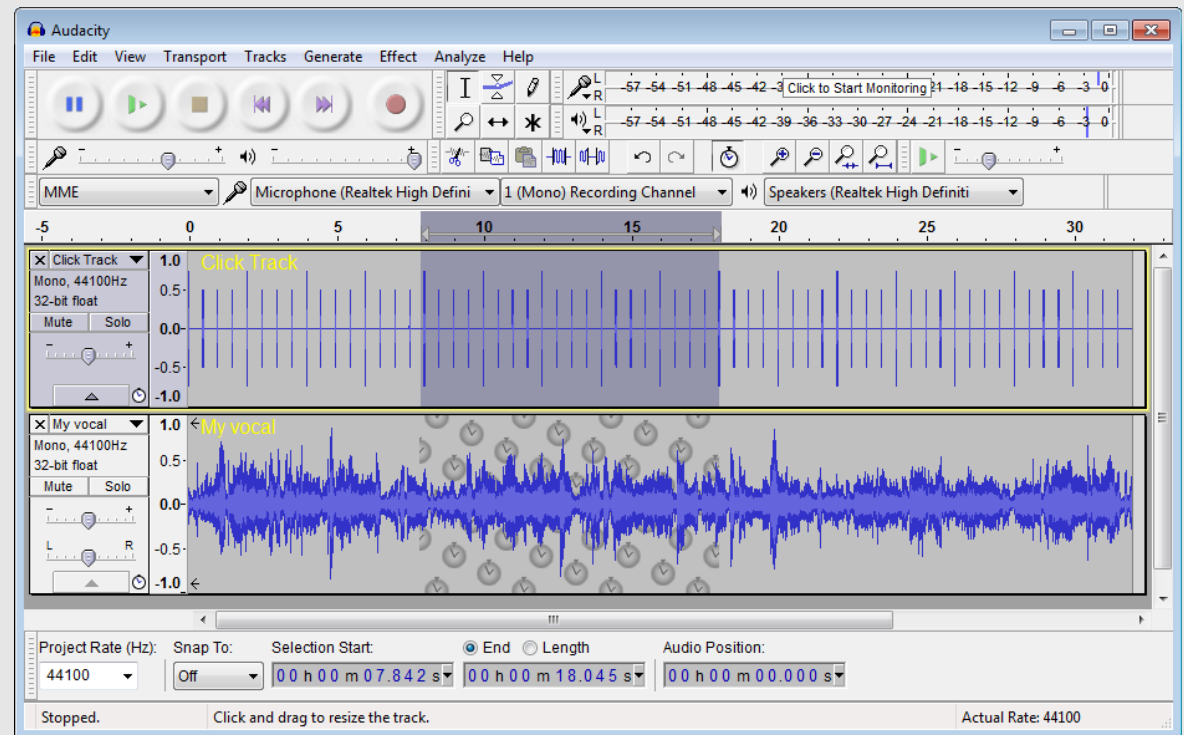 Audacity
File Edit View Transport Tracks Generate Effect Analyze Help
L R -57 -54 -51 -48 -45 -42 -3 Click to Start Monitoring 21 -18 -15 -12 -9 -6 -3 0
L R -57 -54 -51 -48 -45 -42 -39 -36 -33 -30 -27 -24 -21 -18 -15 -12 -9 -6 -3 0
- + - + - +
MME Microphone (Realtek High Defini 1 (Mono) Recording Channel Speakers (Realtek High Definiti
-5 0 5 10 15 20 25 30
X Click Track 1.0 Click Track
Mono, 44100Hz
32-bit float 0.5
Mute Solo 0.0
- +
-0.5
-1.0
X My vocal 1.0 My vocal
Mono, 44100Hz
32-bit float 0.5
Mute Solo 0.0
- +
L R -0.5
-1.0
Project Rate (Hz): Snap To: Selection Start: End Length Audio Position:
44100 Off 00 h 00 m 07.842 s 00 h 00 m 18.045 s 00 h 00 m 00.000 s
Stopped. Click and drag to resize the track. Actual Rate: 44100